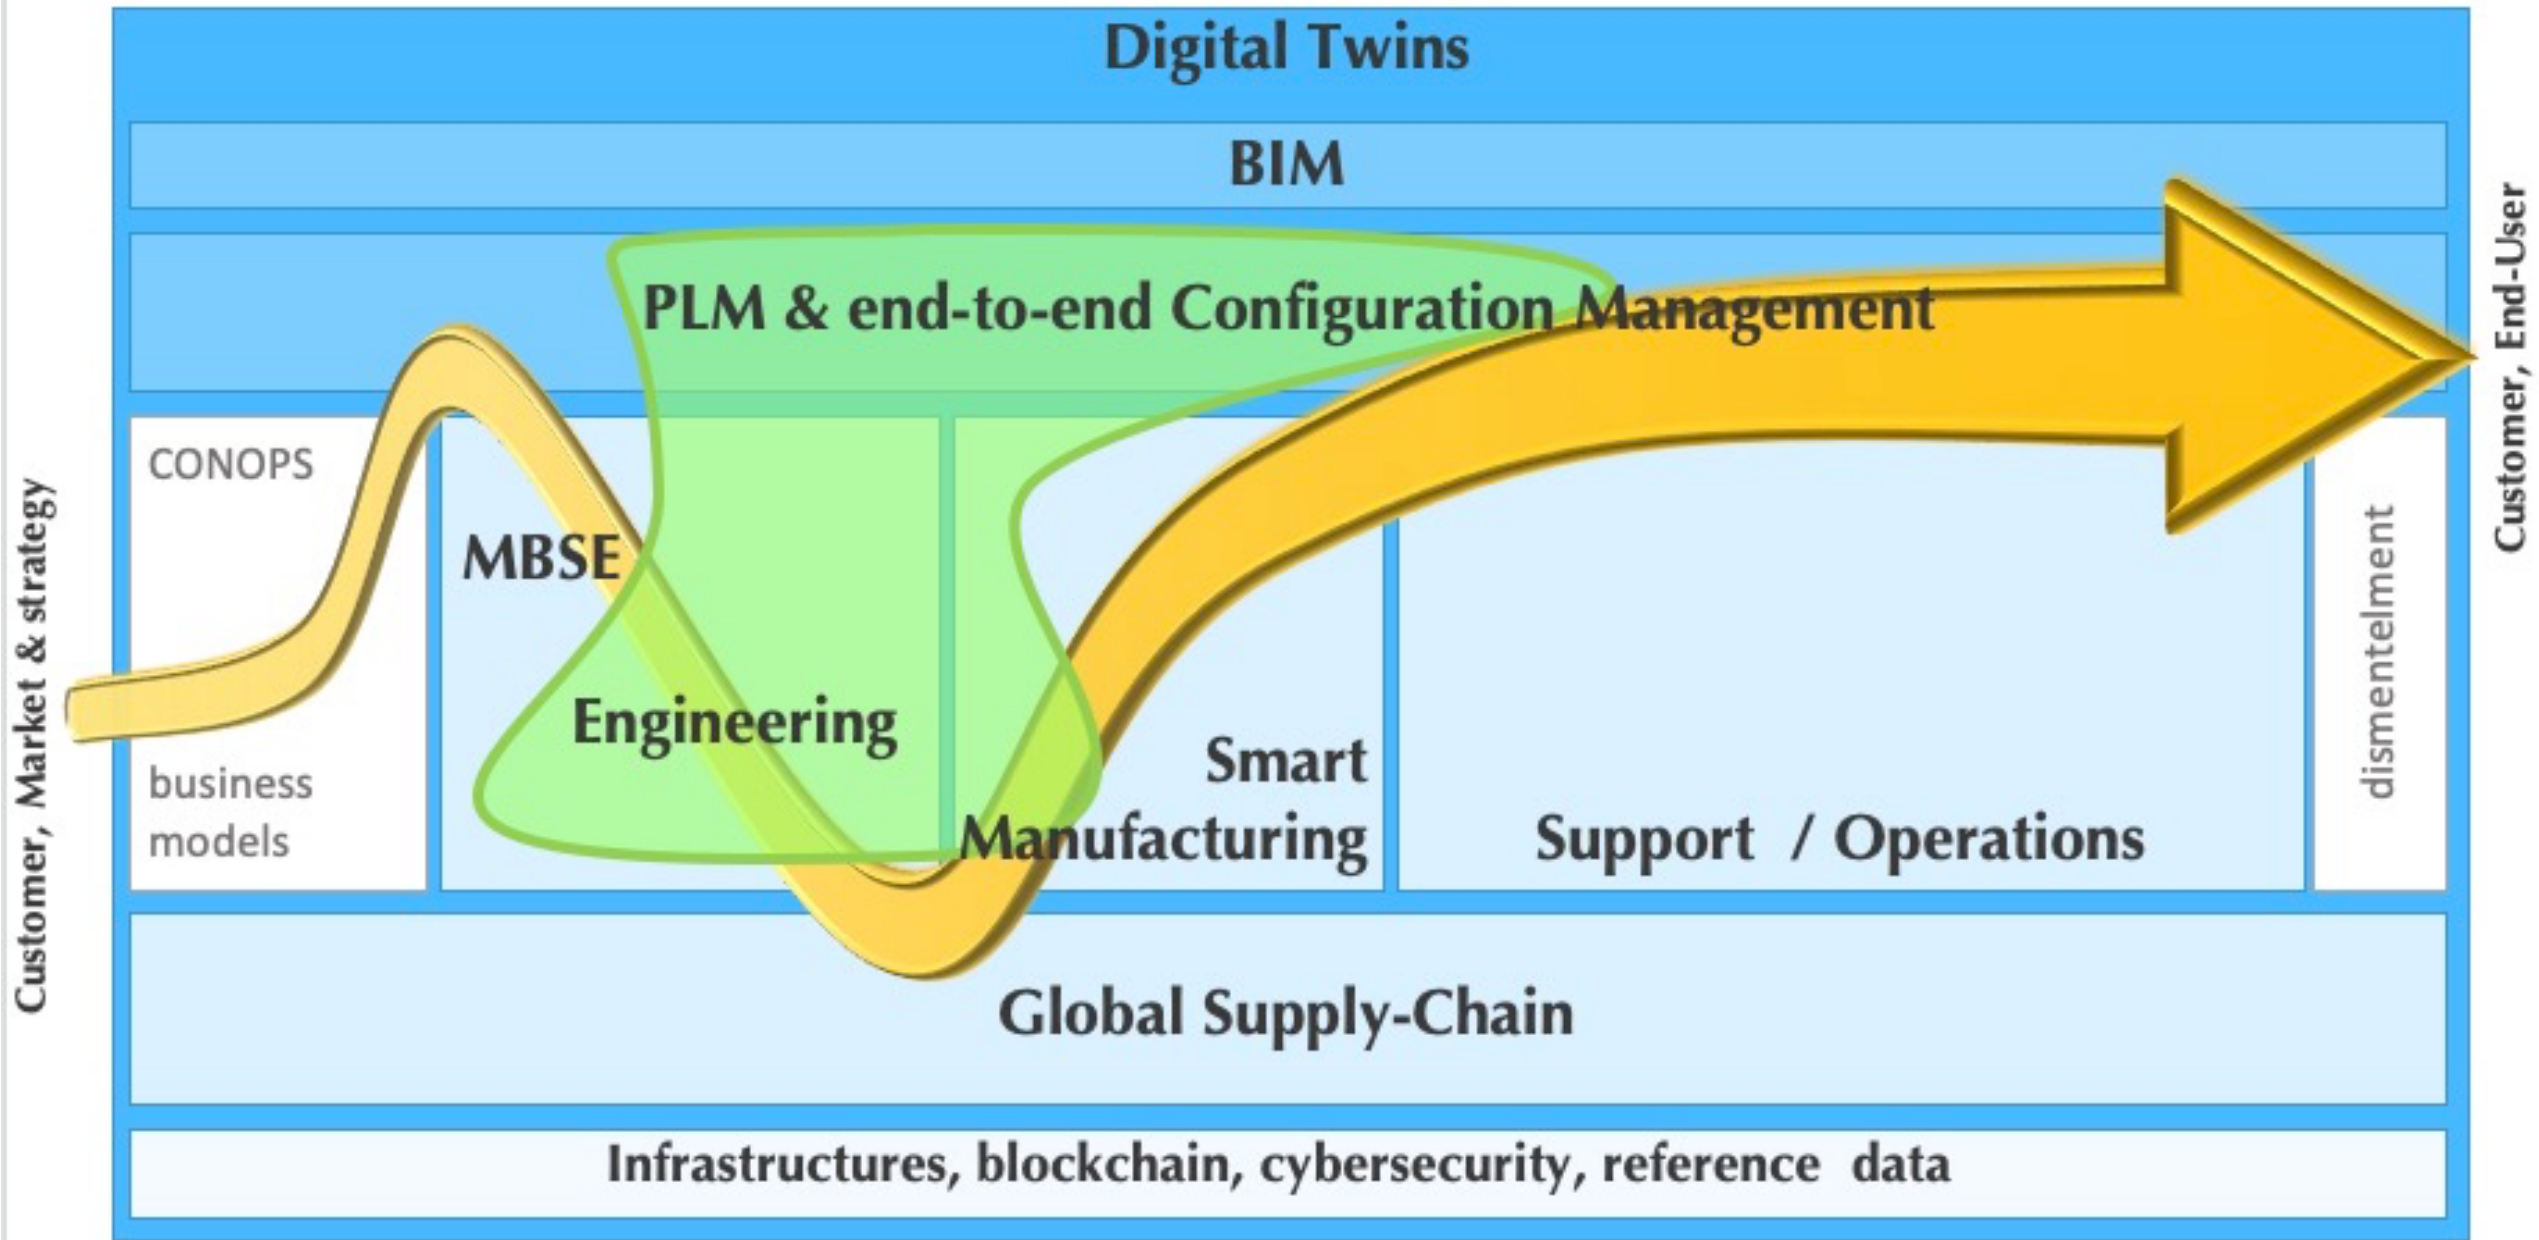 Digital Twins
BIM
PLM & end-to-end Configuration Management
CONOPS
MBSE
Engineering
business
models
Smart
Manufacturing
Support / Operations
dismentelment
Global Supply-Chain
Infrastructures, blockchain, cybersecurity, reference data
Customer, Market & strategy
Customer, End-User